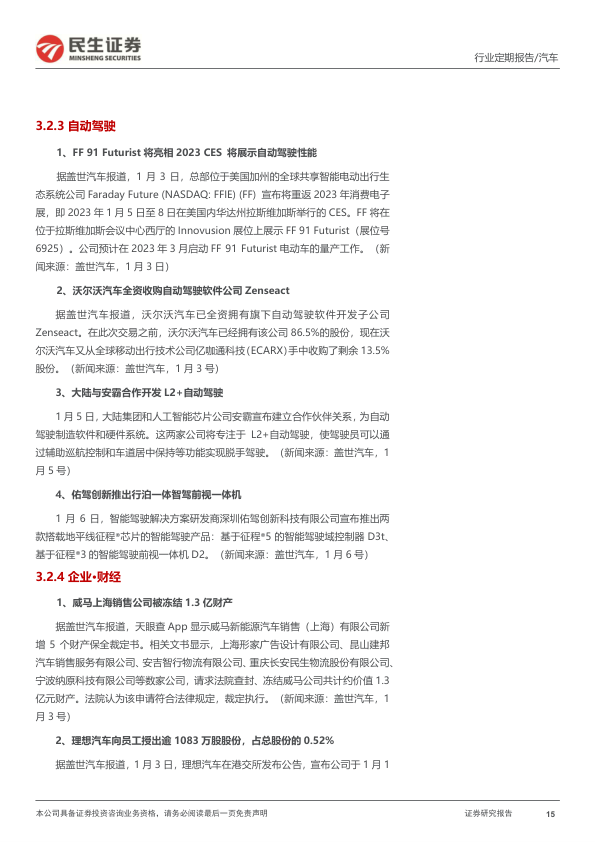 民生证券
MINSHENG SECURITIES
行业定期报告/汽车
3.2.3 自动驾驶
1、FF 91 Futurist 将亮相 2023 CES 将展示自动驾驶性能
据盖世汽车报道，1 月 3 日，总部位于美国加州的全球共享智能电动出行生
态系统公司 Faraday Future (NASDAQ: FFIE) (FF) 宣布将重返 2023 年消费电子
展，即 2023 年 1 月 5 日至 8 日在美国内华达州拉斯维加斯举行的 CES。FF 将在
位于拉斯维加斯会议中心西厅的 Innovusion 展位上展示 FF 91 Futurist（展位号
6925）。公司预计在 2023 年 3 月启动 FF 91 Futurist 电动车的量产工作。（新
闻来源：盖世汽车，1 月 3 日）
2、沃尔沃汽车全资收购自动驾驶软件公司 Zenseact
据盖世汽车报道，沃尔沃汽车已全资拥有旗下自动驾驶软件开发子公司
Zenseact。在此次交易之前，沃尔沃汽车已经拥有该公司 86.5%的股份，现在沃
尔沃汽车又从全球移动出行技术公司亿咖通科技（ECARX）手中收购了剩余 13.5%
股份。（新闻来源：盖世汽车，1 月 3 号）
3、大陆与安霸合作开发 L2+自动驾驶
1 月 5 日，大陆集团和人工智能芯片公司安霸宣布建立合作伙伴关系，为自动
驾驶制造软件和硬件系统。这两家公司将专注于 L2+自动驾驶，使驾驶员可以通
过辅助巡航控制和车道居中保持等功能实现脱手驾驶。（新闻来源：盖世汽车，1
月 5 号）
4、佑驾创新推出行泊一体智驾前视一体机
1 月 6 日，智能驾驶解决方案研发商深圳佑驾创新科技有限公司宣布推出两
款搭载地平线征程*芯片的智能驾驶产品：基于征程*5 的智能驾驶域控制器 D3t、
基于征程*3 的智能驾驶前视一体机 D2。（新闻来源：盖世汽车，1 月 6 号）
3.2.4 企业•财经
1、威马上海销售公司被冻结 1.3 亿财产
据盖世汽车报道，天眼查 App 显示威马新能源汽车销售（上海）有限公司新
增 5 个财产保全裁定书。相关文书显示，上海形家广告设计有限公司、昆山建邦
汽车销售服务有限公司、安吉智行物流有限公司、重庆长安民生物流股份有限公司、
宁波纳原科技有限公司等数家公司，请求法院查封、冻结威马公司共计约价值 1.3
亿元财产。法院认为该申请符合法律规定，裁定执行。（新闻来源：盖世汽车，1
月 3 号）
2、理想汽车向员工授出逾 1083 万股股份，占总股份的 0.52%
据盖世汽车报道，1 月 3 日，理想汽车在港交所发布公告，宣布公司于 1 月 1
本公司具备证券投资咨询业务资格，请务必阅读最后一页免责声明
证券研究报告
15